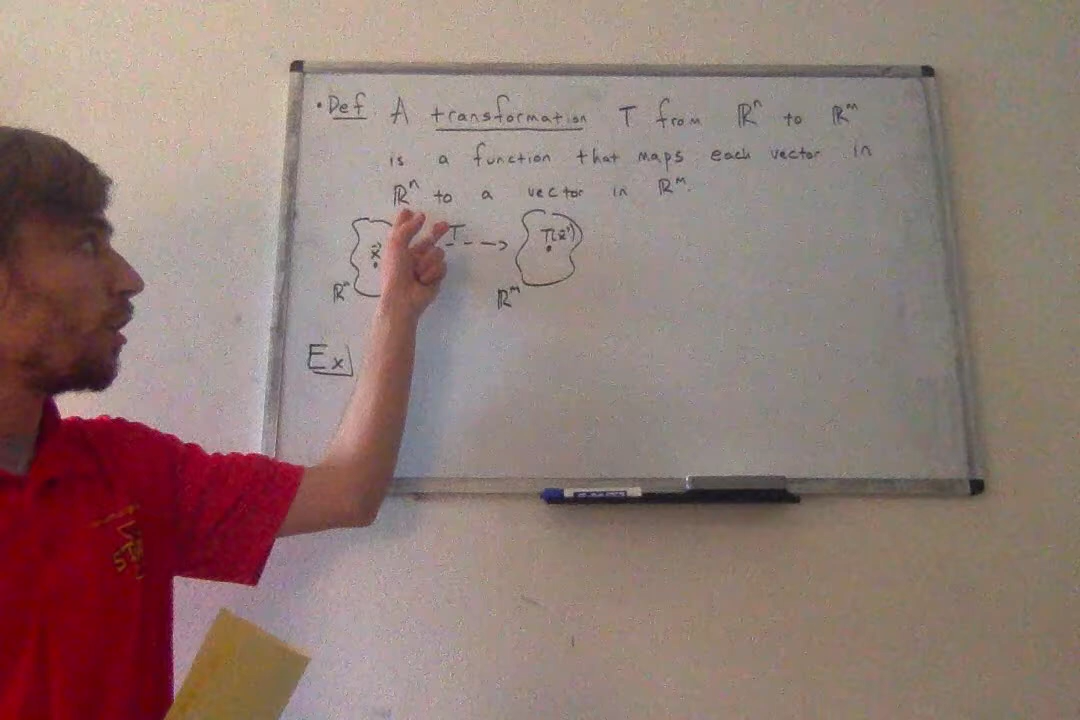 • Def A transformation T from ℝⁿ to ℝᵐ
is a function that maps each vector in
ℝⁿ to a vector in ℝᵐ.
T
x⃗ T(x⃗)
ℝⁿ ℝᵐ
Ex